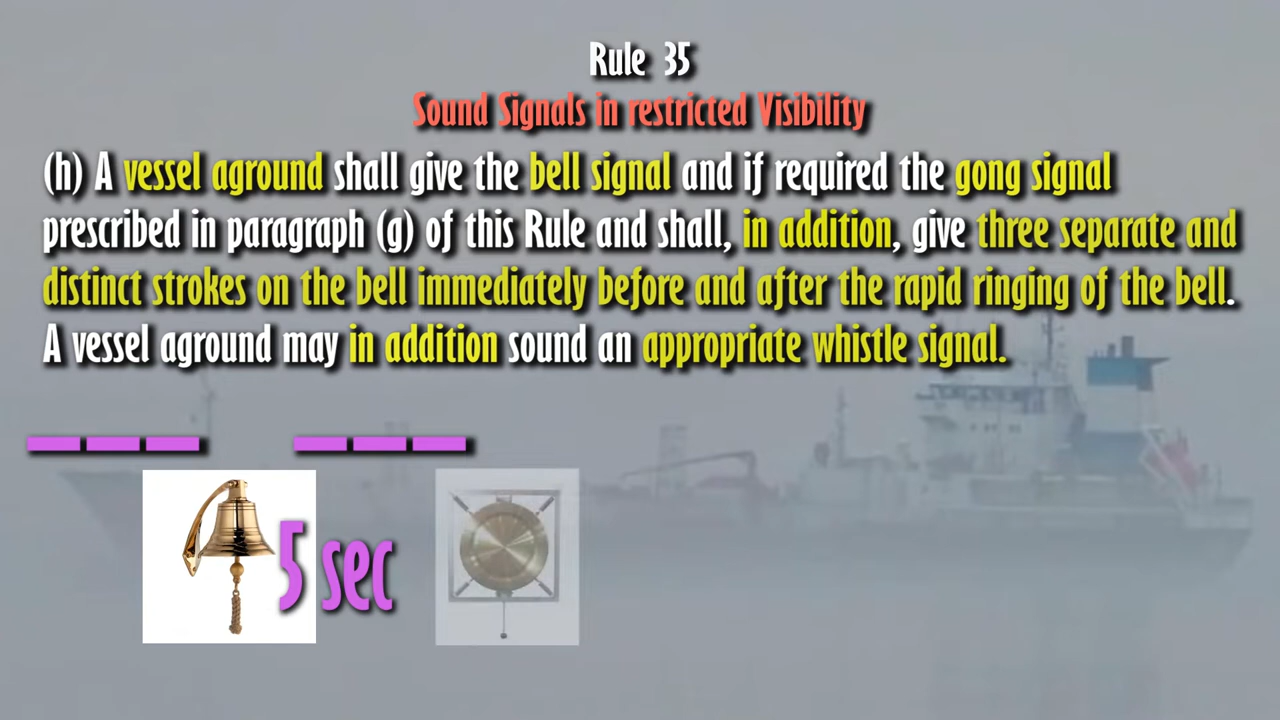 Rule 35
Sound Signals in restricted Visibility
(h) A vessel aground shall give the bell signal and if required the gong signal
prescribed in paragraph (g) of this Rule and shall, in addition, give three separate and
distinct strokes on the bell immediately before and after the rapid ringing of the bell.
A vessel aground may in addition sound an appropriate whistle signal.
5 sec